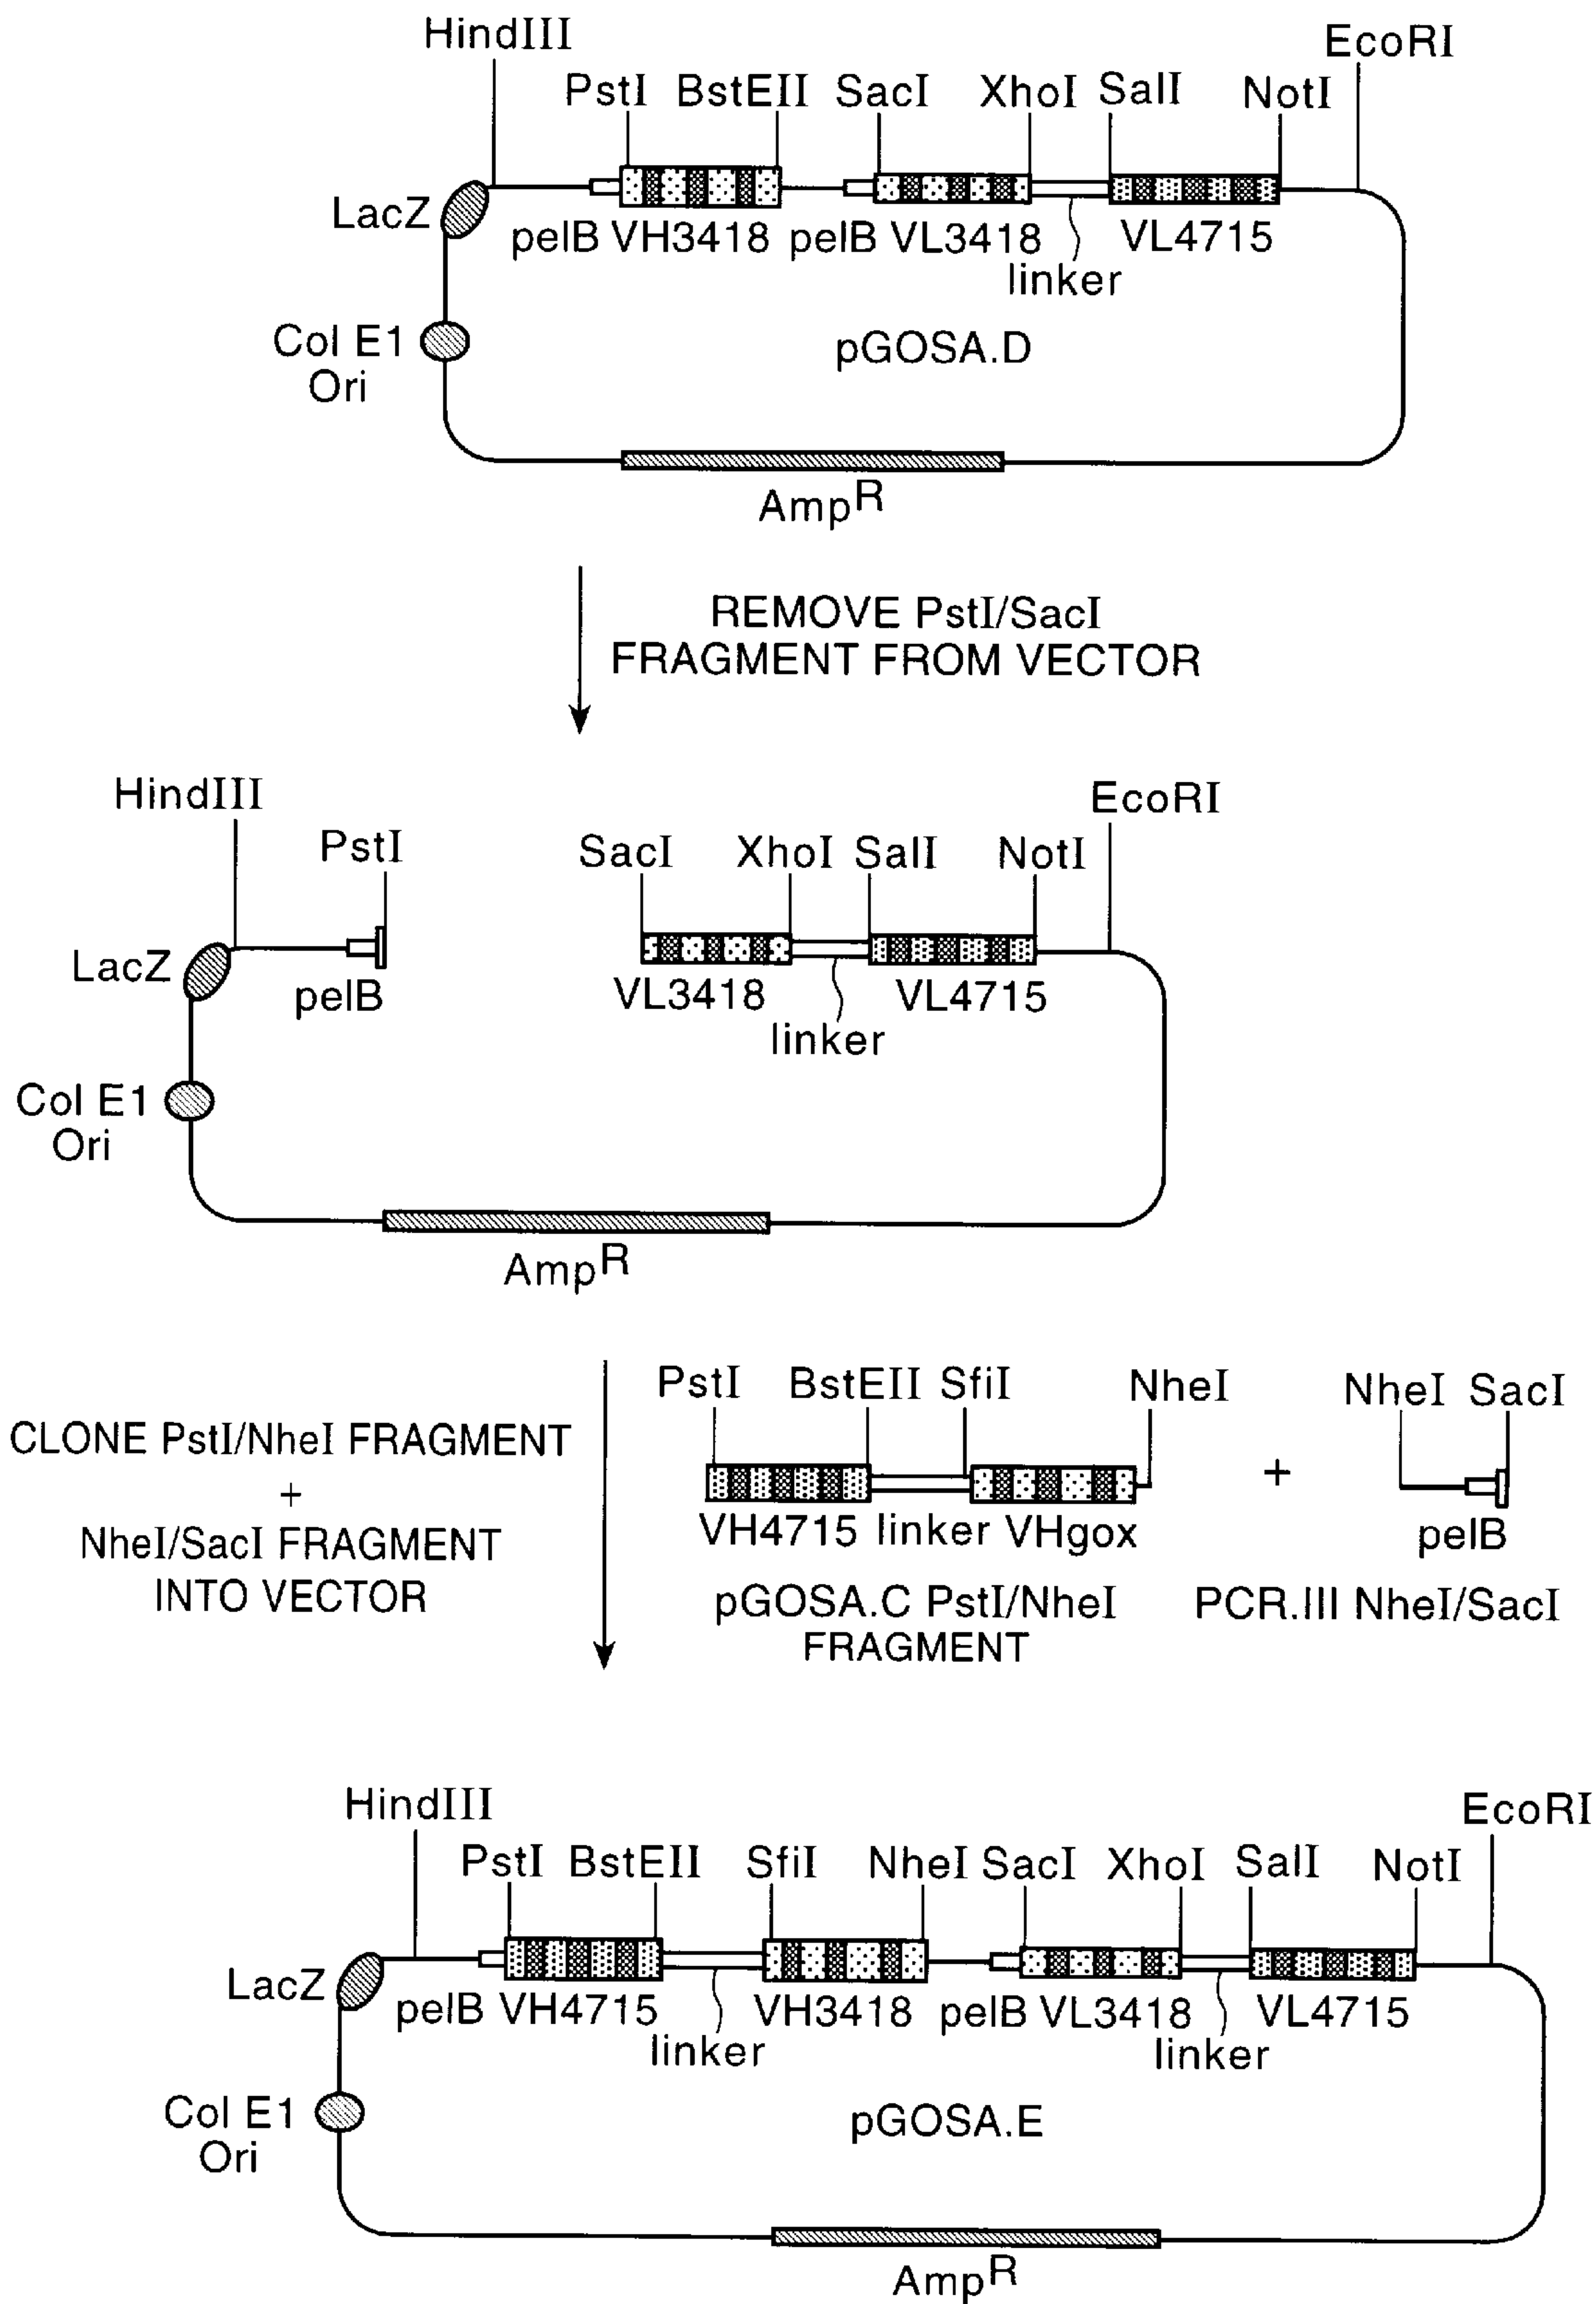 HindIII
EcoRI
PstI BstEII SacI XhoI SalI NotI
LacZ
pelB VH3418 pelB VL3418 VL4715
linker
Col E1
Ori
pGOSA.D
Amp^R
REMOVE PstI/SacI
FRAGMENT FROM VECTOR
HindIII
EcoRI
PstI
SacI XhoI SalI NotI
LacZ
pelB
VL3418 VL4715
linker
Col E1
Ori
Amp^R
CLONE PstI/NheI FRAGMENT
+
NheI/SacI FRAGMENT
INTO VECTOR
PstI BstEII SfiI NheI
VH4715 linker VHgox
pGOSA.C PstI/NheI
FRAGMENT
+
NheI SacI
pelB
PCR.III NheI/SacI
HindIII
EcoRI
PstI BstEII SfiI NheI SacI XhoI SalI NotI
LacZ
pelB VH4715 VH3418 pelB VL3418 VL4715
linker linker
Col E1
Ori
pGOSA.E
Amp^R